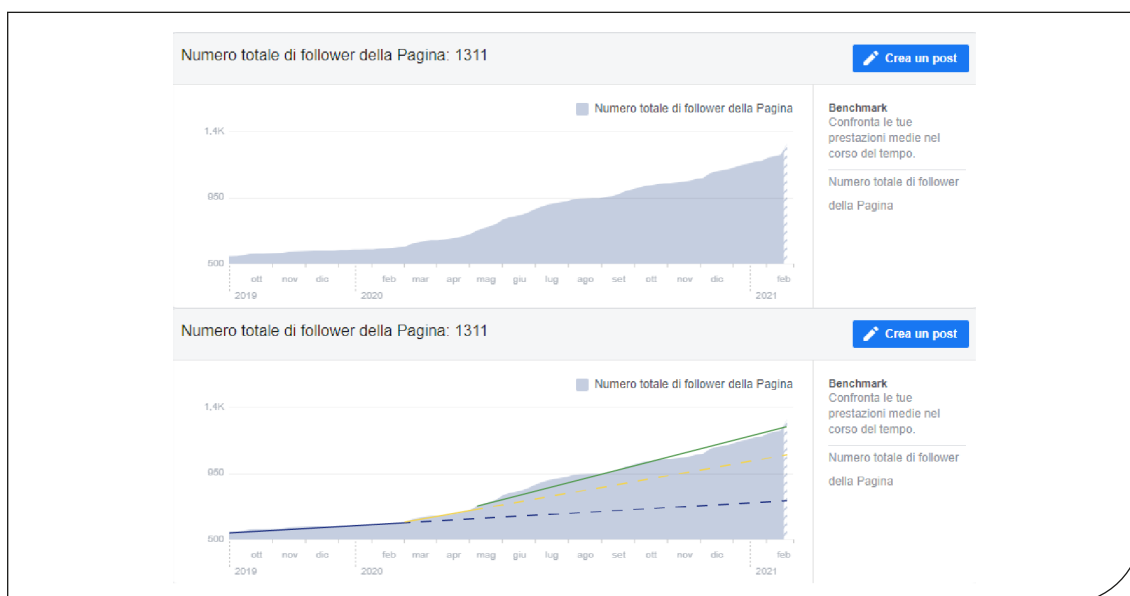 Numero totale di follower della Pagina: 1311
Crea un post
Numero totale di follower della Pagina
1.4K
950
500
ott nov dic feb mar apr mag giu lug ago set ott nov dic feb
2019 2020 2021
Benchmark
Confronta le tue
prestazioni medie nel
corso del tempo.
Numero totale di follower
della Pagina
Numero totale di follower della Pagina: 1311
Crea un post
Numero totale di follower della Pagina
1.4K
950
500
ott nov dic feb mar apr mag giu lug ago set ott nov dic feb
2019 2020 2021
Benchmark
Confronta le tue
prestazioni medie nel
corso del tempo.
Numero totale di follower
della Pagina